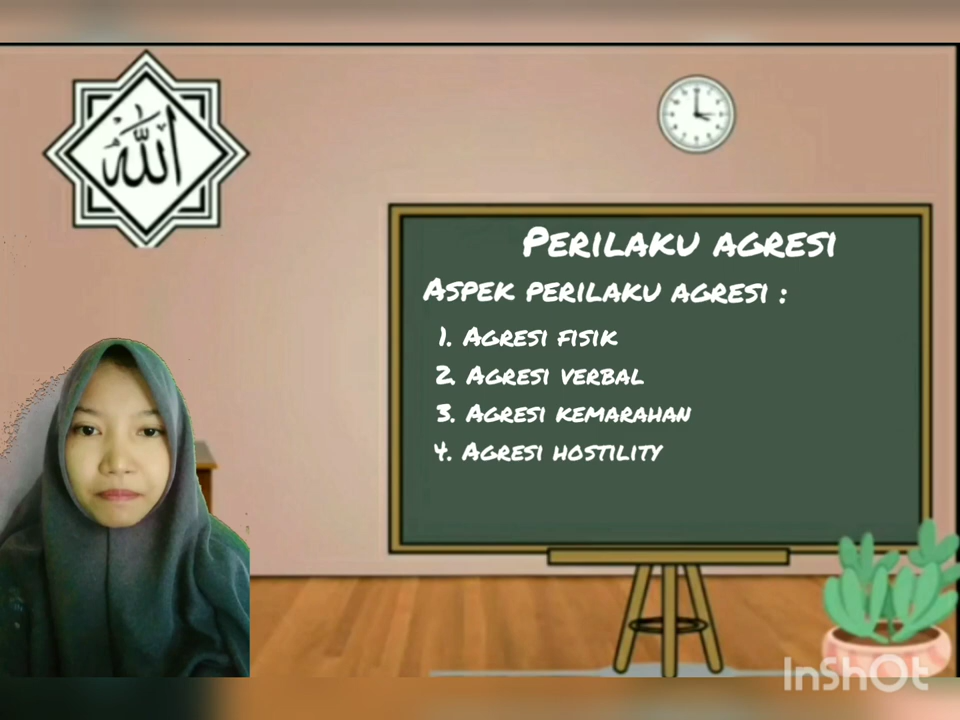 الله
PERILAKU AGRESI
ASPEK PERILAKU AGRESI :
1. AGRESI FISIK
2. AGRESI VERBAL
3. AGRESI KEMARAHAN
4. AGRESI HOSTILITY
InShOt